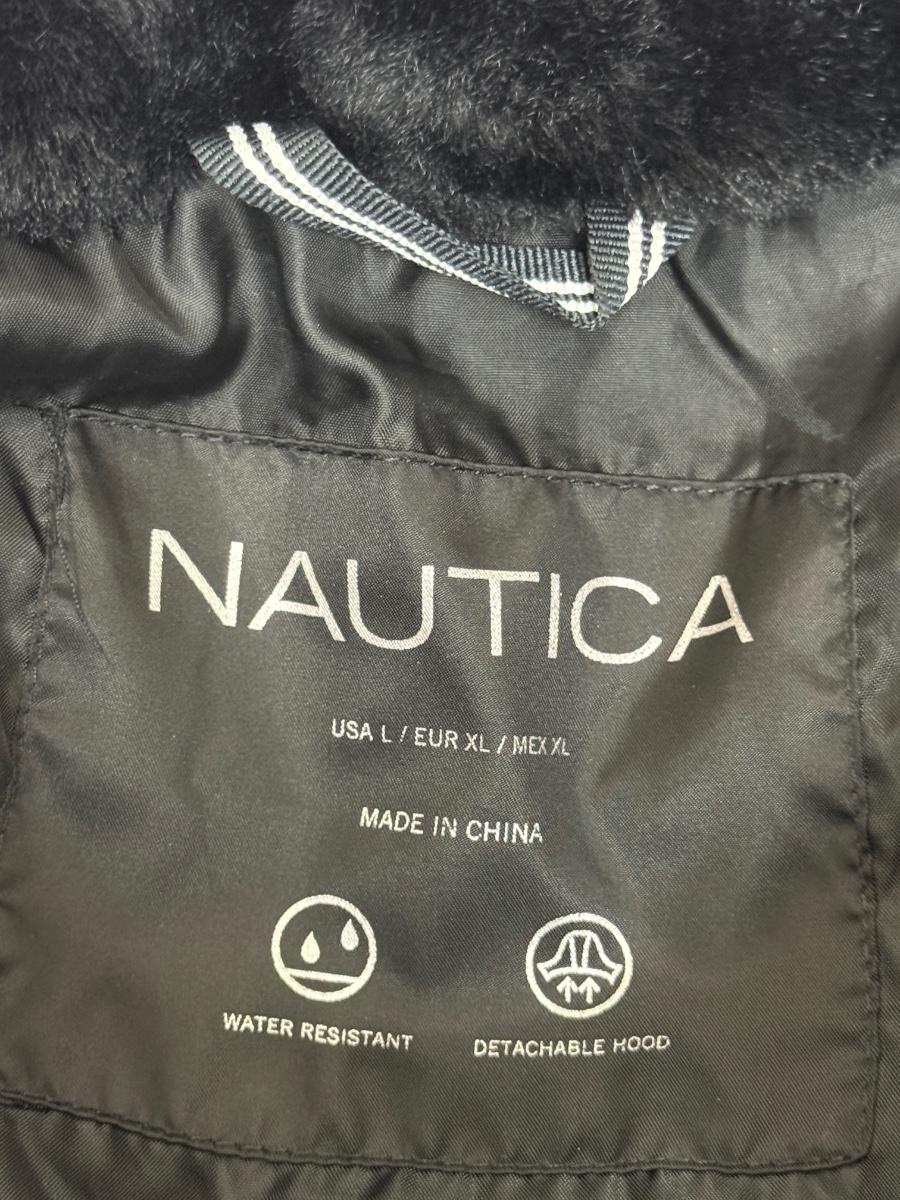 NAUTICA
USA L / EUR XL / MEX XL
MADE IN CHINA
WATER RESISTANT
DETACHABLE HOOD